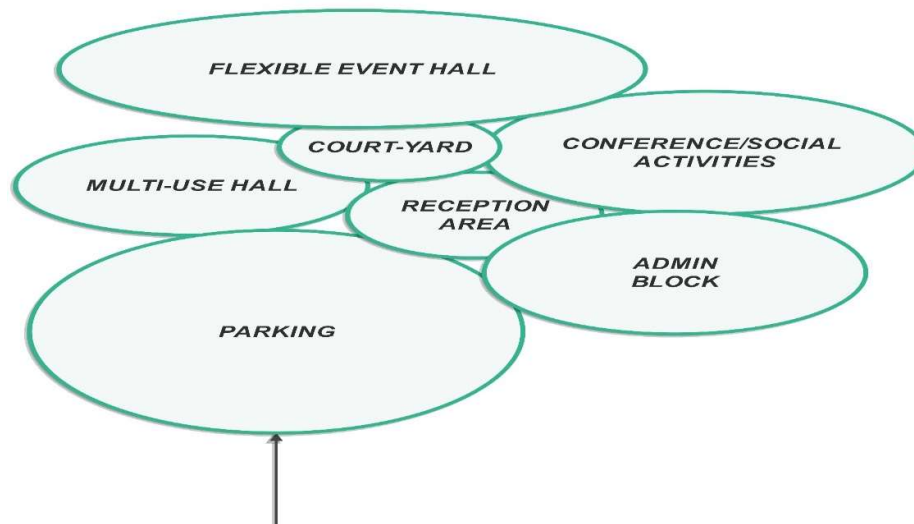 FLEXIBLE EVENT HALL
COURT-YARD
CONFERENCE/SOCIAL
ACTIVITIES
MULTI-USE HALL
RECEPTION
AREA
ADMIN
BLOCK
PARKING